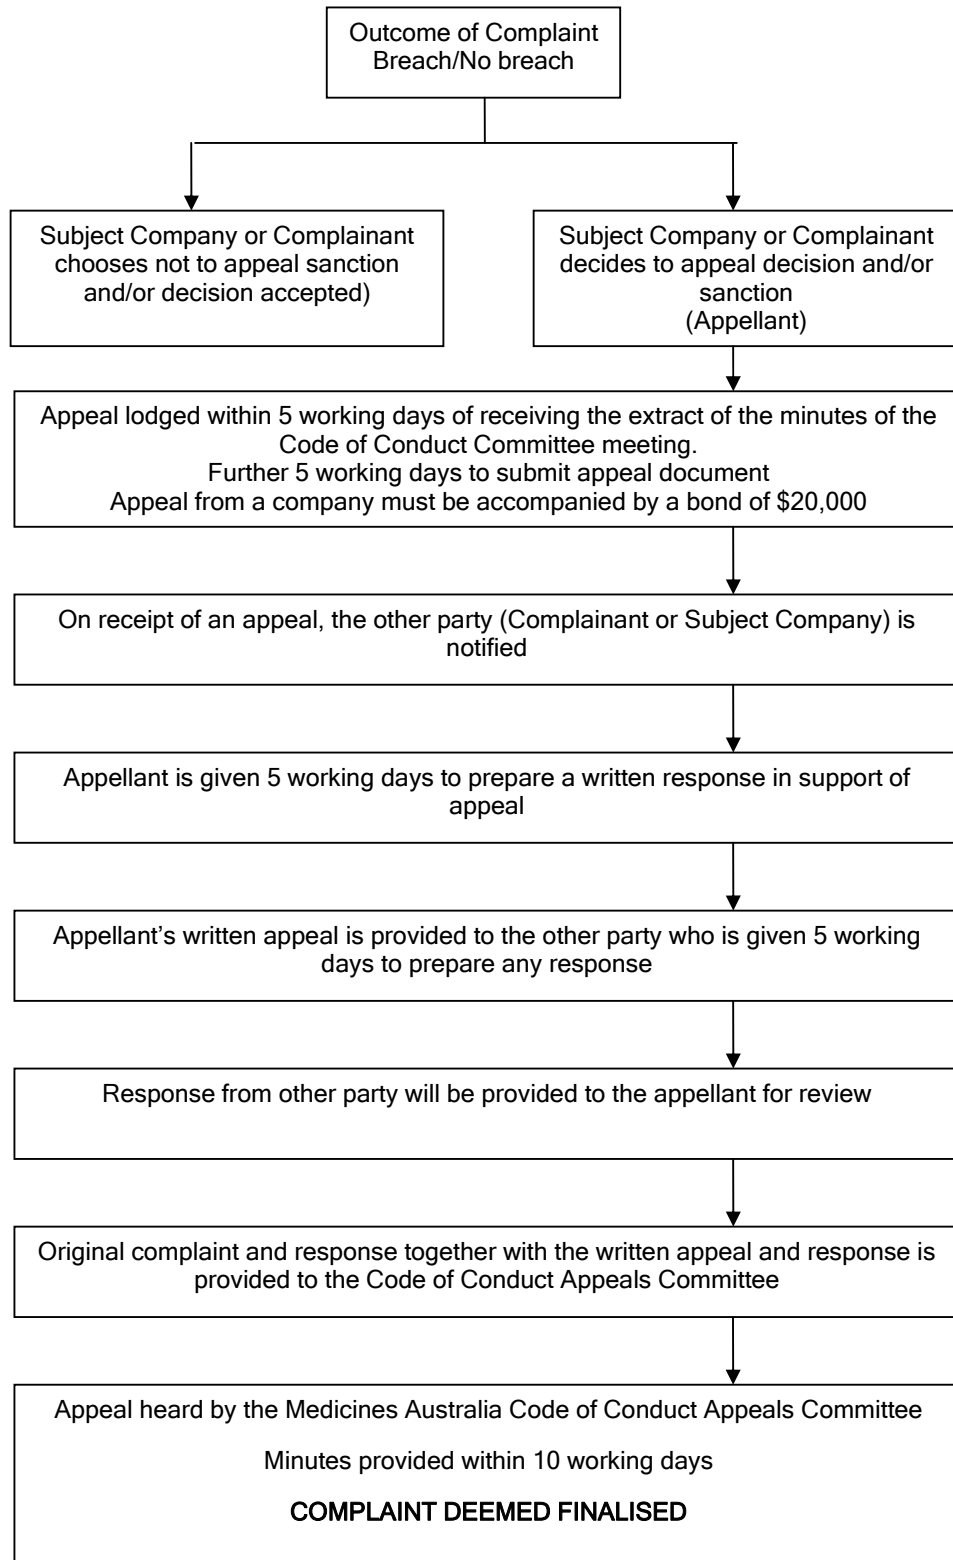 Outcome of Complaint
Breach/No breach
Subject Company or Complainant
chooses not to appeal sanction
and/or decision accepted)
Subject Company or Complainant
decides to appeal decision and/or
sanction
(Appellant)
Appeal lodged within 5 working days of receiving the extract of the minutes of the
Code of Conduct Committee meeting.
Further 5 working days to submit appeal document
Appeal from a company must be accompanied by a bond of $20,000
On receipt of an appeal, the other party (Complainant or Subject Company) is
notified
Appellant is given 5 working days to prepare a written response in support of
appeal
Appellant’s written appeal is provided to the other party who is given 5 working
days to prepare any response
Response from other party will be provided to the appellant for review
Original complaint and response together with the written appeal and response is
provided to the Code of Conduct Appeals Committee
Appeal heard by the Medicines Australia Code of Conduct Appeals Committee
Minutes provided within 10 working days
COMPLAINT DEEMED FINALISED